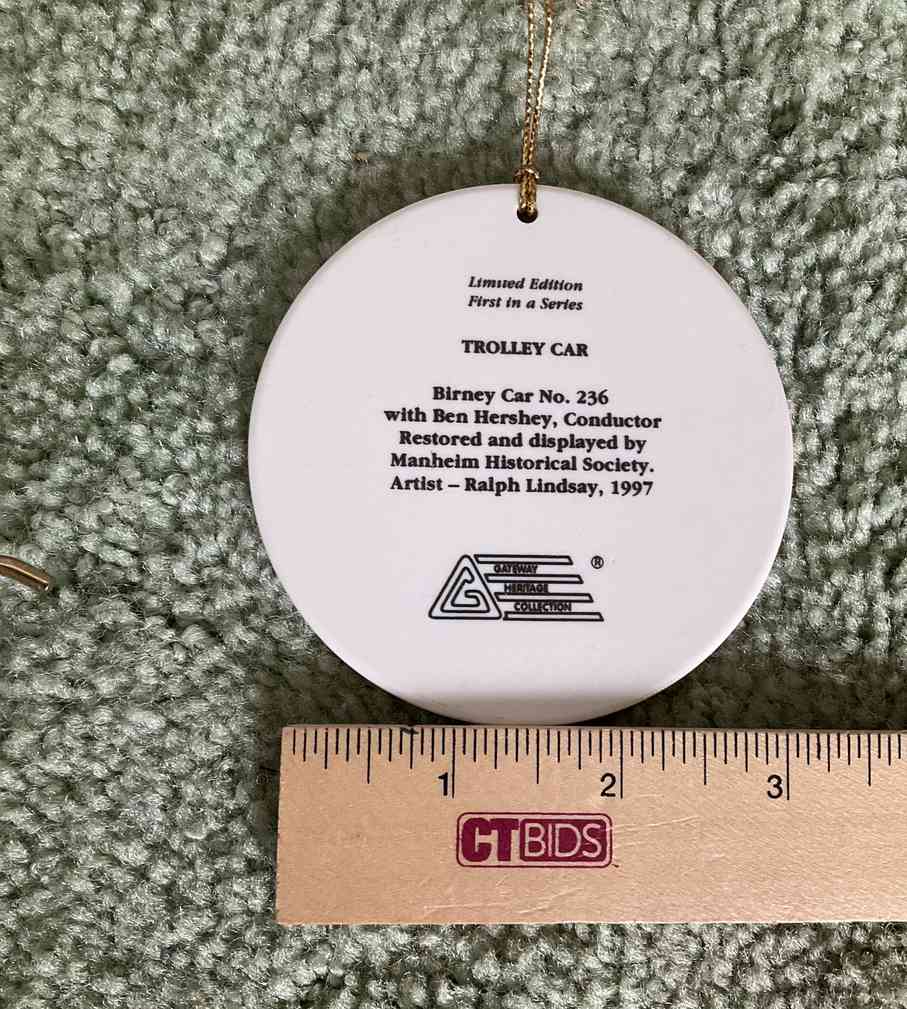 Limited Edition
First in a Series
TROLLEY CAR
Birney Car No. 236
with Ben Hershey, Conductor
Restored and displayed by
Manheim Historical Society.
Artist – Ralph Lindsay, 1997
G GATEWAY ®
HERITAGE
COLLECTION
1 2 3
CTBIDS™